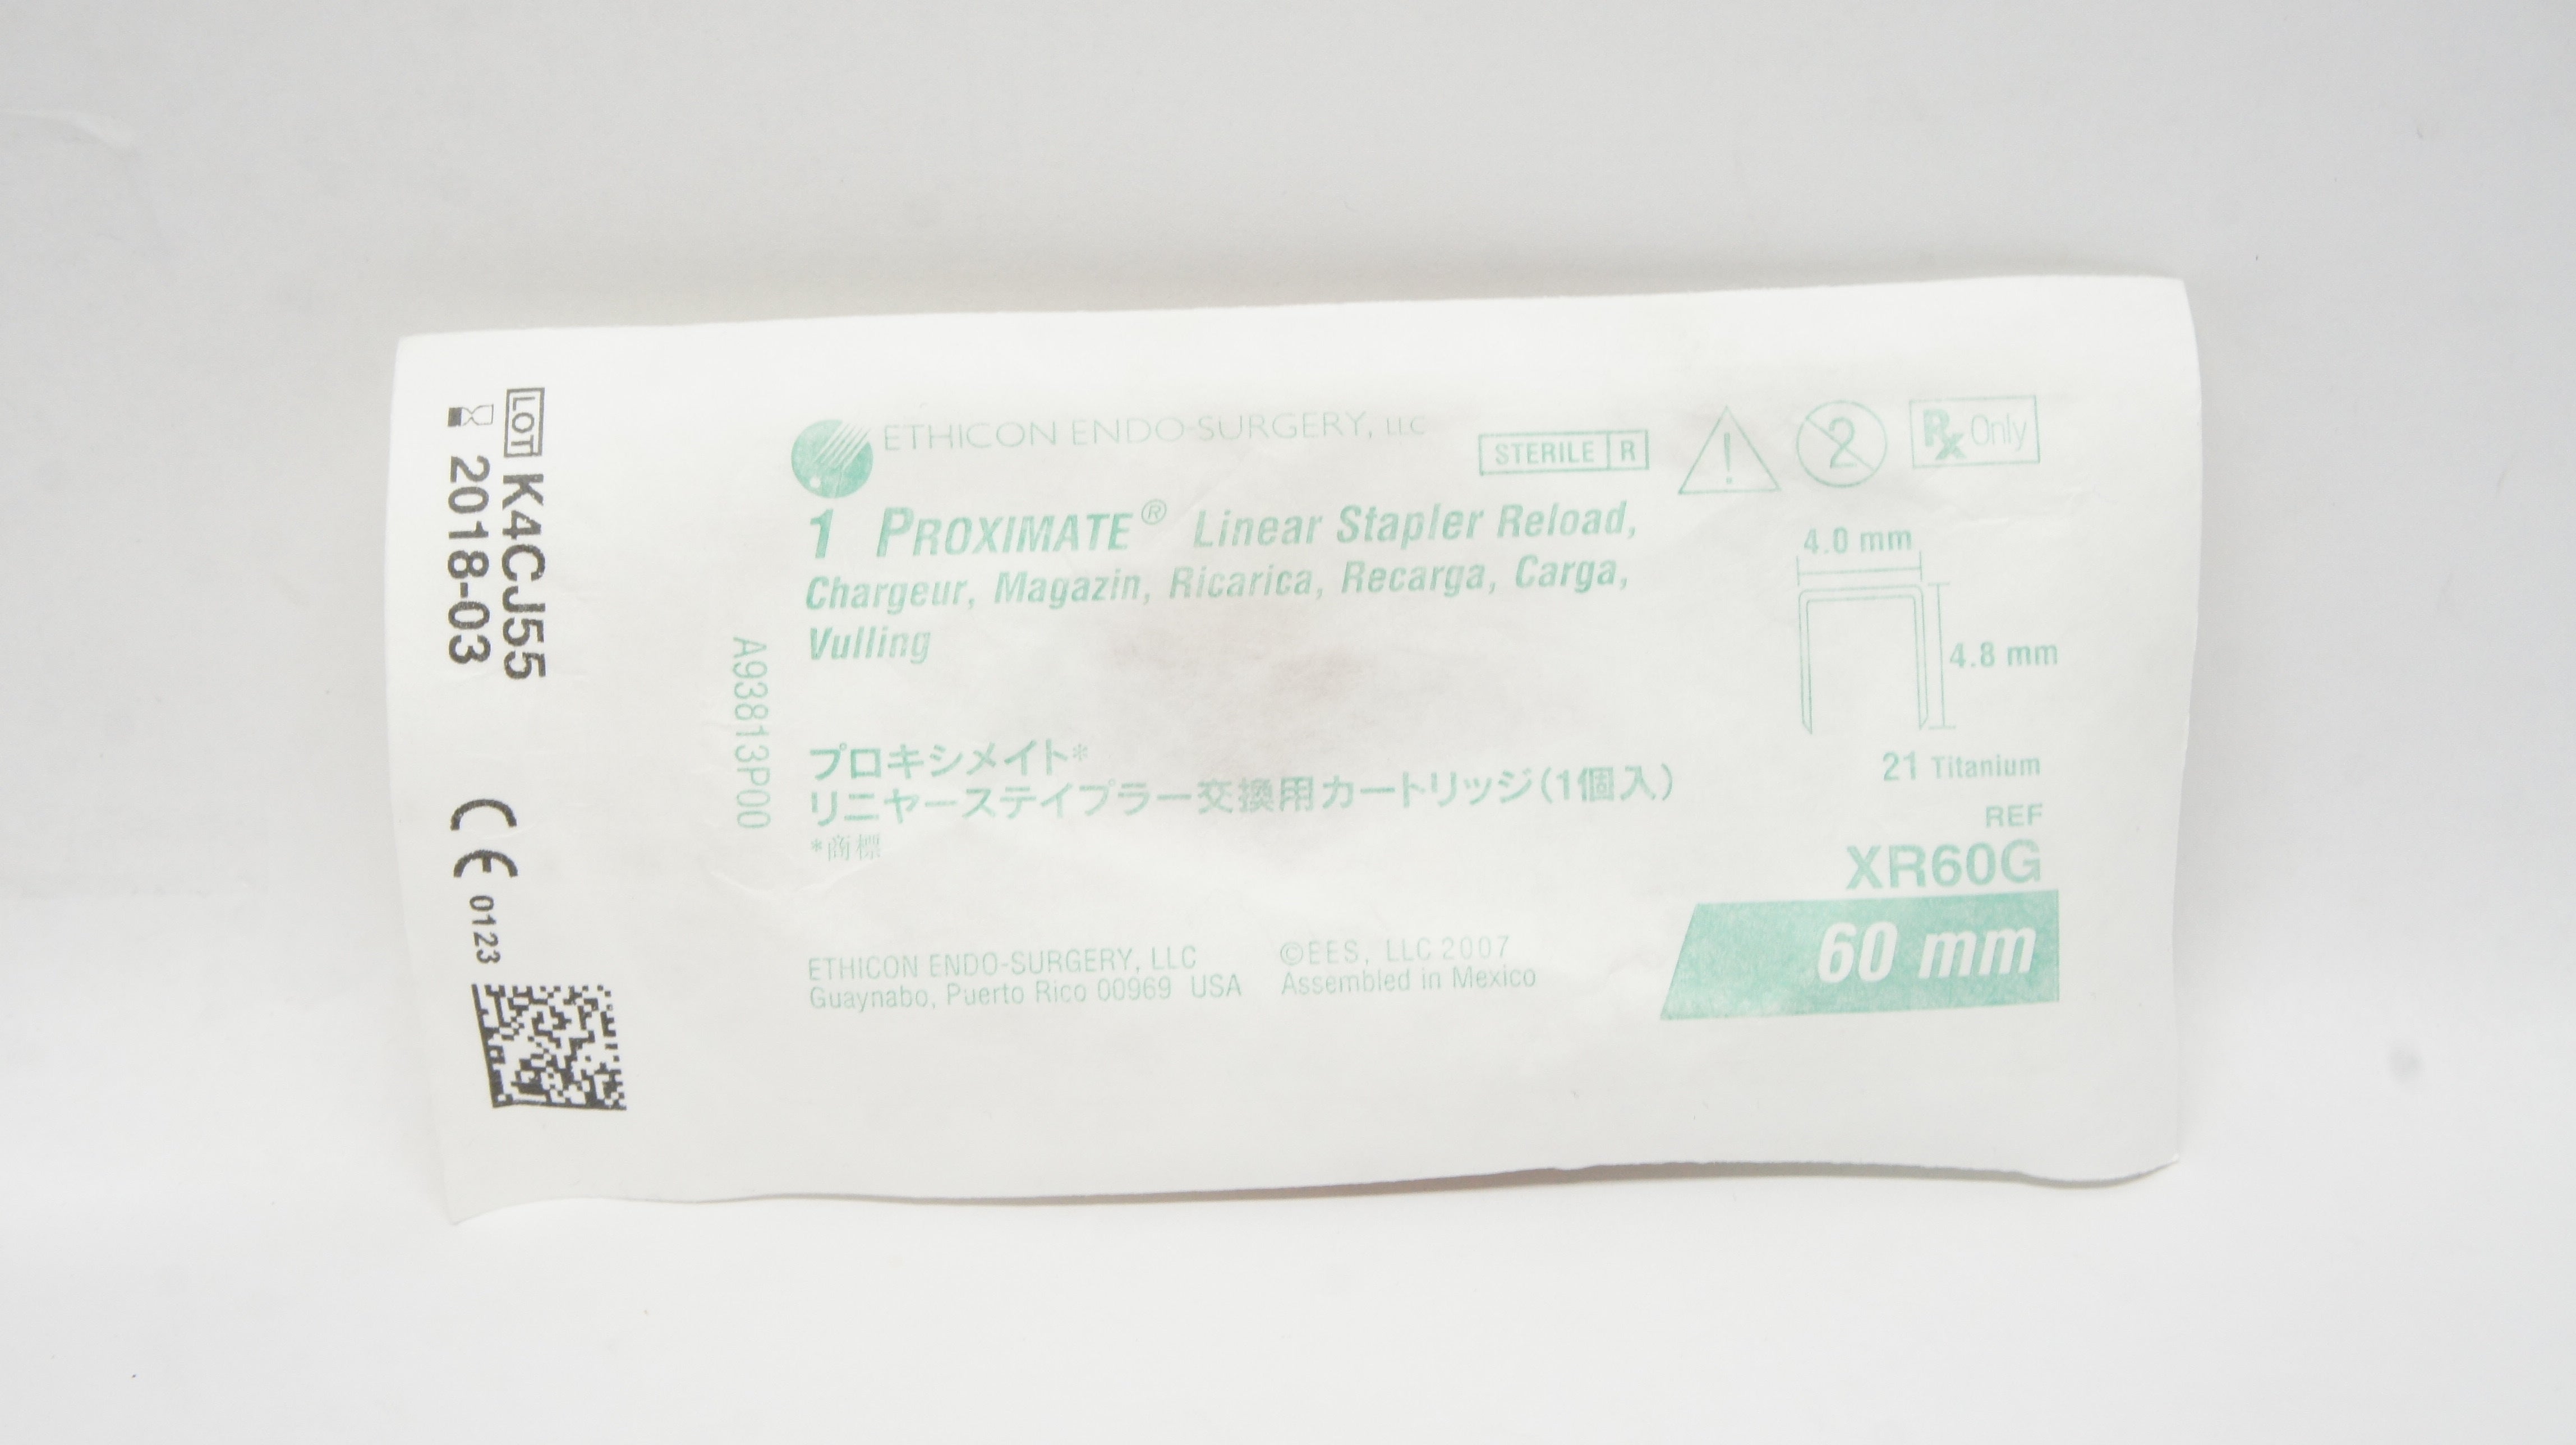 LOT K4CJ55
2018-03
0123
A93813P00
ETHICON ENDO-SURGERY, LLC
STERILE R
2
Rx Only
1 PROXIMATE® Linear Stapler Reload,
Chargeur, Magazin, Ricarica, Recarga, Carga,
Vulling
プロキシメイト*
リニヤーステイプラー交換用カートリッジ(1個入)
*商標
4.0 mm
4.8 mm
21 Titanium
REF
XR60G
60 mm
ETHICON ENDO-SURGERY, LLC
Guaynabo, Puerto Rico 00969 USA
©EES, LLC 2007
Assembled in Mexico